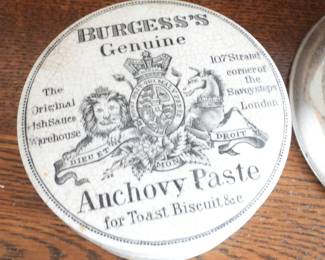 BURGESS'S
Genuine
The
Original
Fish Sauce
Warehouse
107 Strand
corner of
the
Savoy steps
London
DIEU ET
MON
DROIT
Anchovy Paste
for Toast Biscuit &c